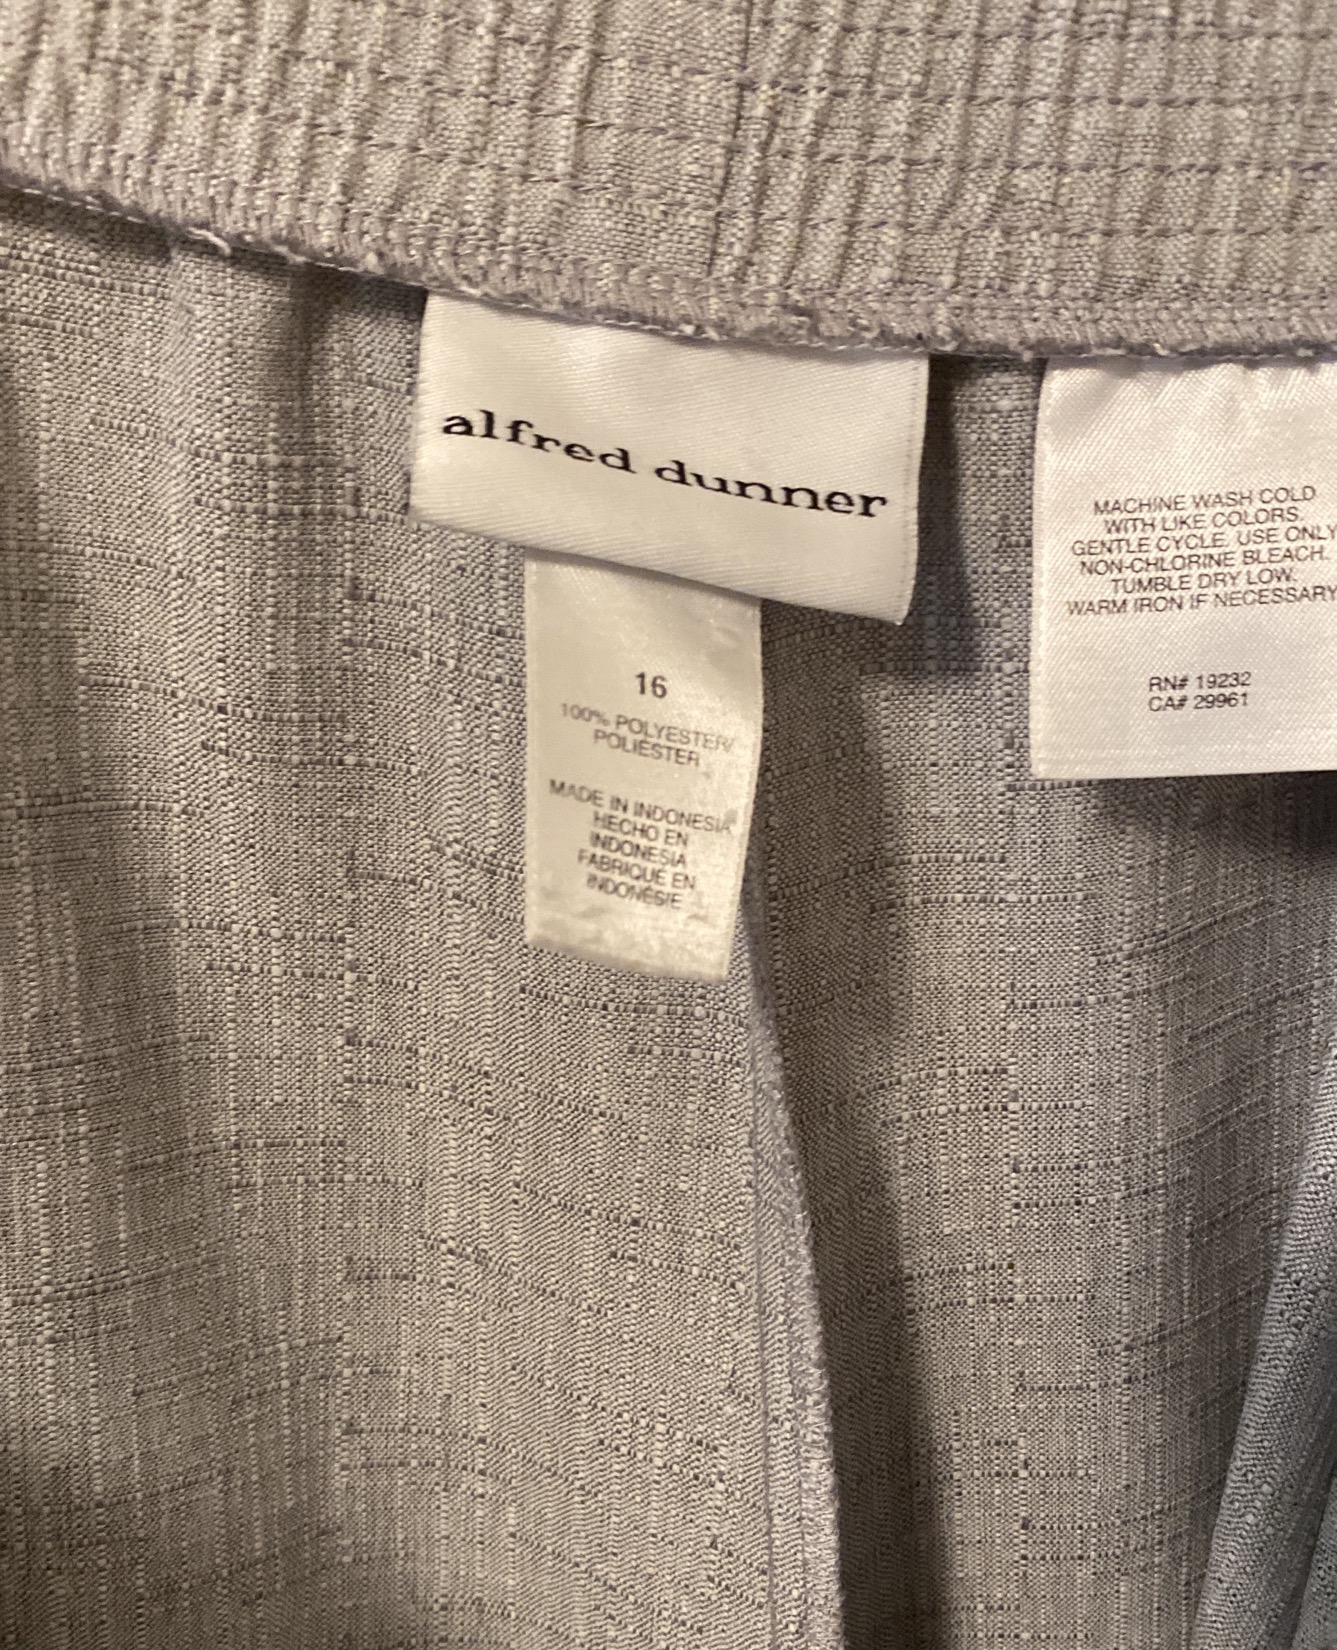 alfred dunner
16
100% POLYESTER/
POLIÉSTER
MADE IN INDONESIA
HECHO EN
INDONESIA
FABRIQUÉ EN
INDONÉSIE
MACHINE WASH COLD
WITH LIKE COLORS.
GENTLE CYCLE. USE ONLY
NON-CHLORINE BLEACH.
TUMBLE DRY LOW.
WARM IRON IF NECESSARY
RN# 19232
CA# 29961